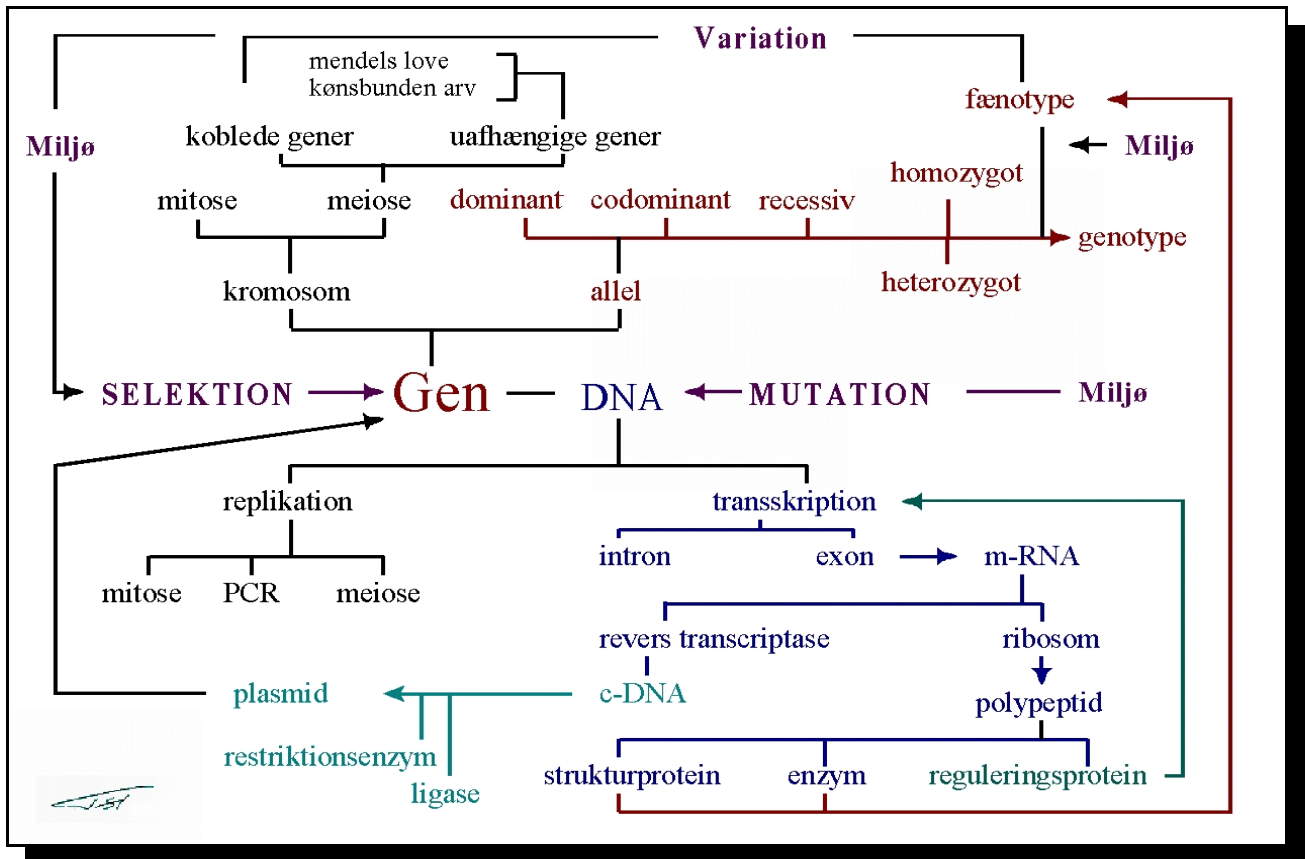 Variation
mendels love
kønsbunden arv
fænotype
koblede gener
uafhængige gener
Miljø
Miljø
homozygot
mitose
meiose
dominant
codominant
recessiv
genotype
heterozygot
kromosom
allel
SELEKTION
Gen
DNA
MUTATION
Miljø
replikation
transskription
intron
exon
m-RNA
mitose
PCR
meiose
revers transcriptase
ribosom
plasmid
c-DNA
polypeptid
restriktionsenzym
strukturprotein
enzym
reguleringsprotein
ligase